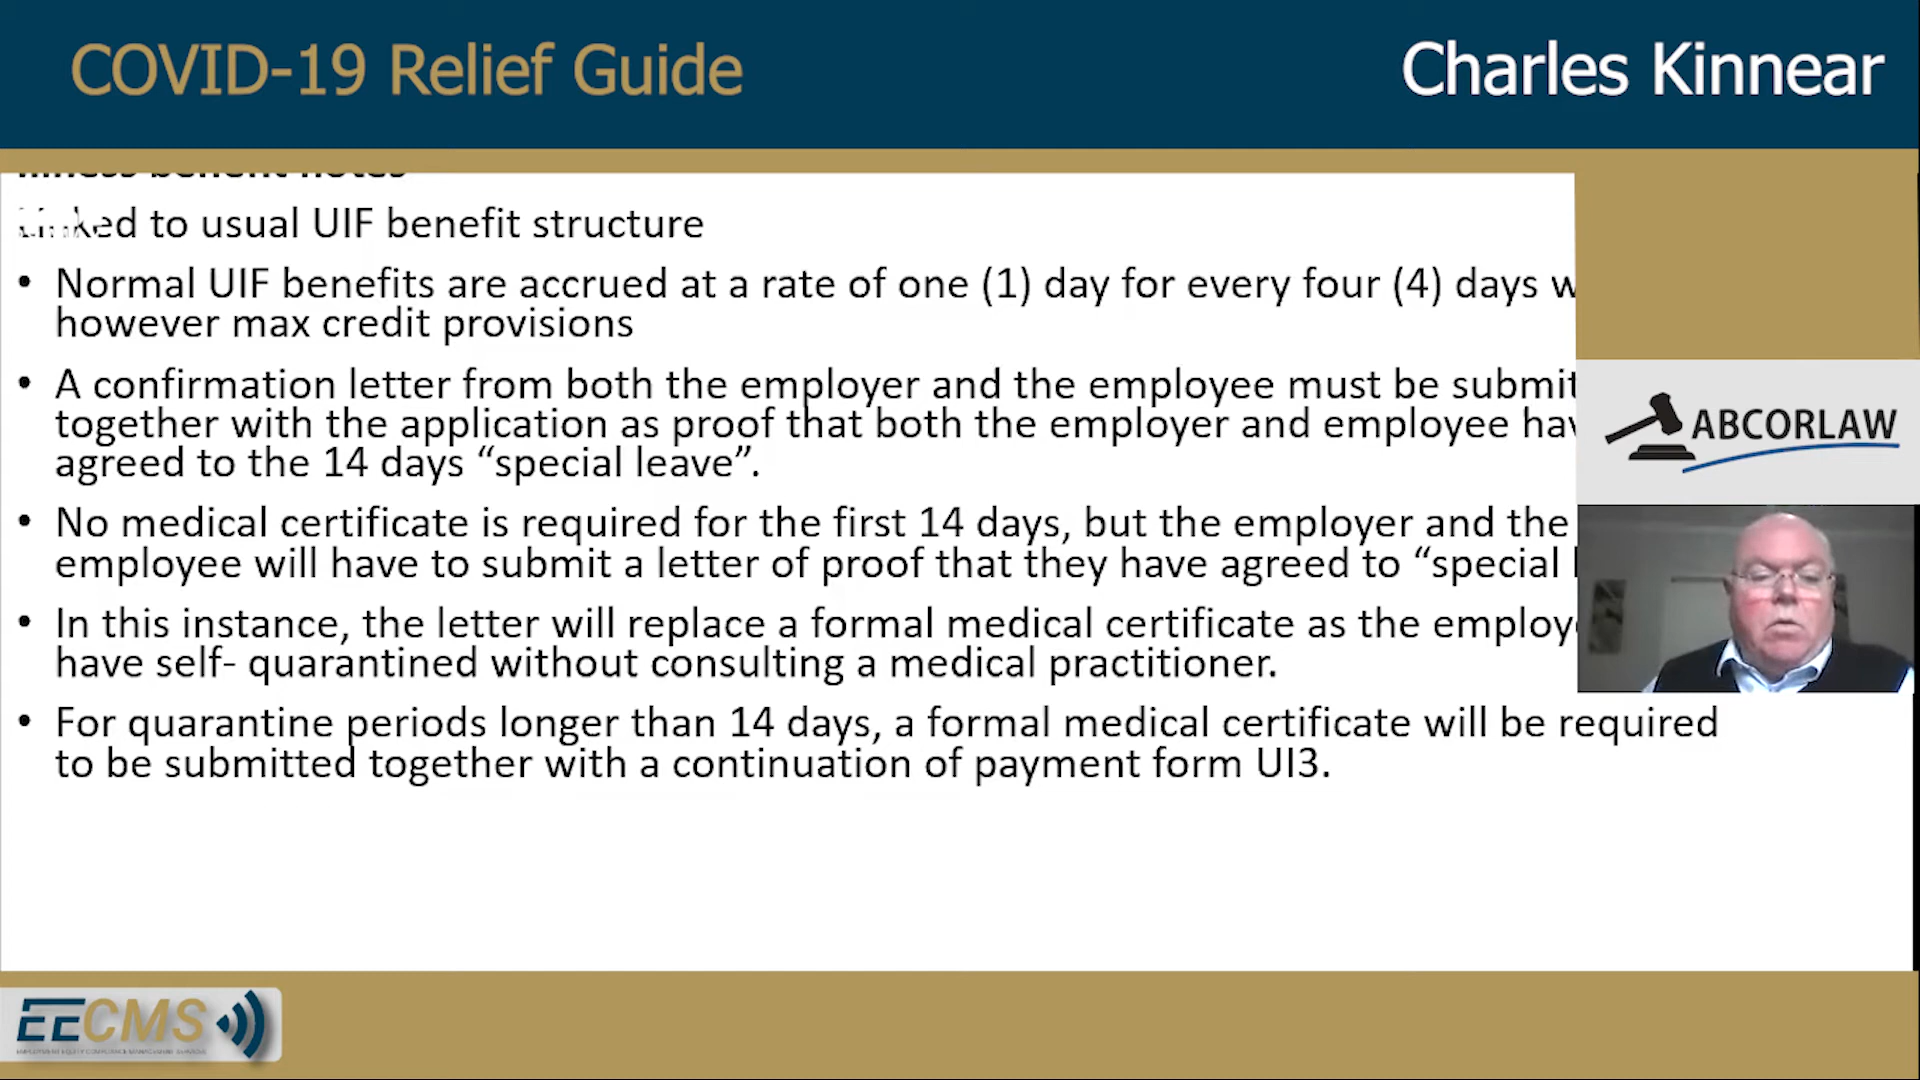 COVID-19 Relief Guide
Charles Kinnear
Illness benefit notes
Linked to usual UIF benefit structure
• Normal UIF benefits are accrued at a rate of one (1) day for every four (4) days w
however max credit provisions
• A confirmation letter from both the employer and the employee must be submit
together with the application as proof that both the employer and employee hav
agreed to the 14 days “special leave”.
• No medical certificate is required for the first 14 days, but the employer and the
employee will have to submit a letter of proof that they have agreed to “special l
• In this instance, the letter will replace a formal medical certificate as the employ
have self- quarantined without consulting a medical practitioner.
• For quarantine periods longer than 14 days, a formal medical certificate will be required
to be submitted together with a continuation of payment form UI3.
ABCORLAW
EECMS